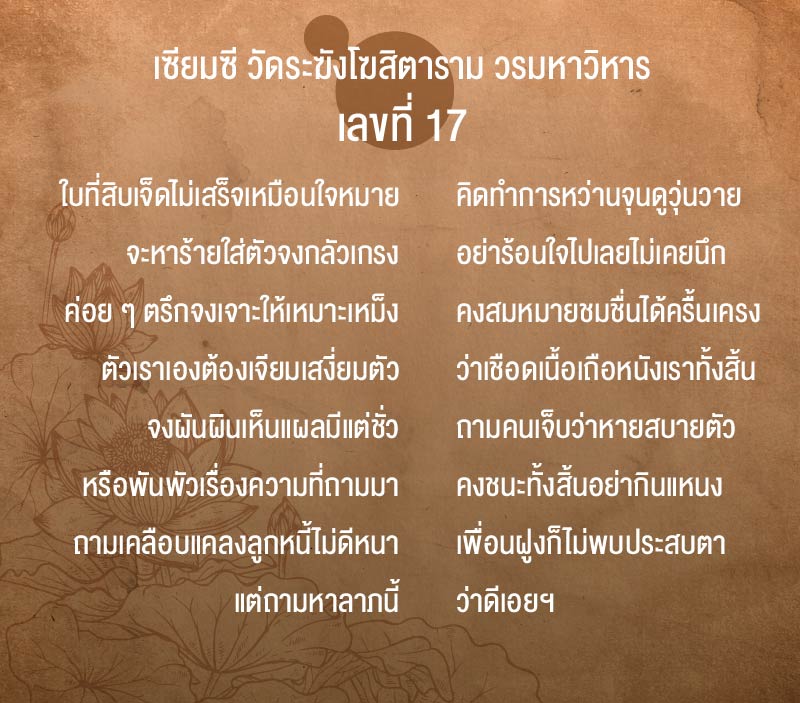 เซียมซี วัดระฆังโฆสิตาราม วรมหาวิหาร
เลขที่ 17
ใบที่สิบเจ็ดไม่เสร็จเหมือนใจหมาย คิดทำการหว่านจุนดูวุ่นวาย
จะหาร้ายใส่ตัวจงกลัวเกรง อย่าร้อนใจไปเลยไม่เคยนึก
ค่อย ๆ ตรึกจงเจาะให้เหมาะเหม็ง คงสมหมายชมชื่นได้ครื้นเครง
ตัวเราเองต้องเจียมเสงี่ยมตัว ว่าเชือดเนื้อเถือหนังเราทั้งสิ้น
จงผันผินเห็นแผลมีแต่ชั่ว ถามคนเจ็บว่าหายสบายตัว
หรือพันพัวเรื่องความที่ถามมา คงชนะทั้งสิ้นอย่ากินแหนง
ถามเคลือบแคลงลูกหนี้ไม่ดีหนา เพื่อนฝูงก็ไม่พบประสบตา
แต่ถามหาลาภนี้ ว่าดีเอยฯ